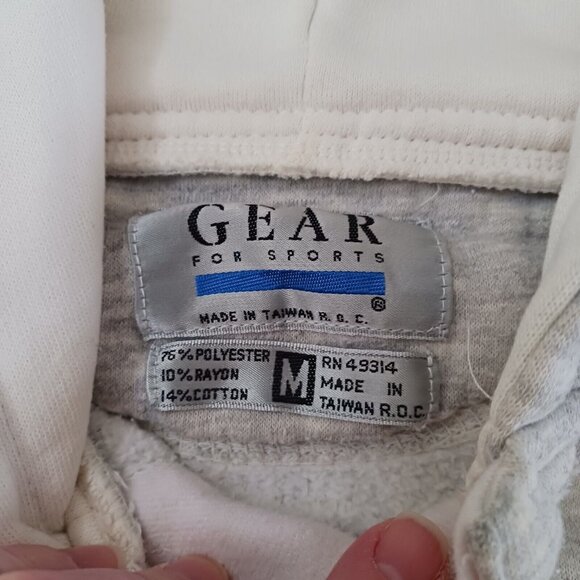 GEAR
FOR SPORTS
®
MADE IN TAIWAN R.O.C.
76% POLYESTER
10% RAYON
14% COTTON
M
RN 49314
MADE IN
TAIWAN R.O.C.